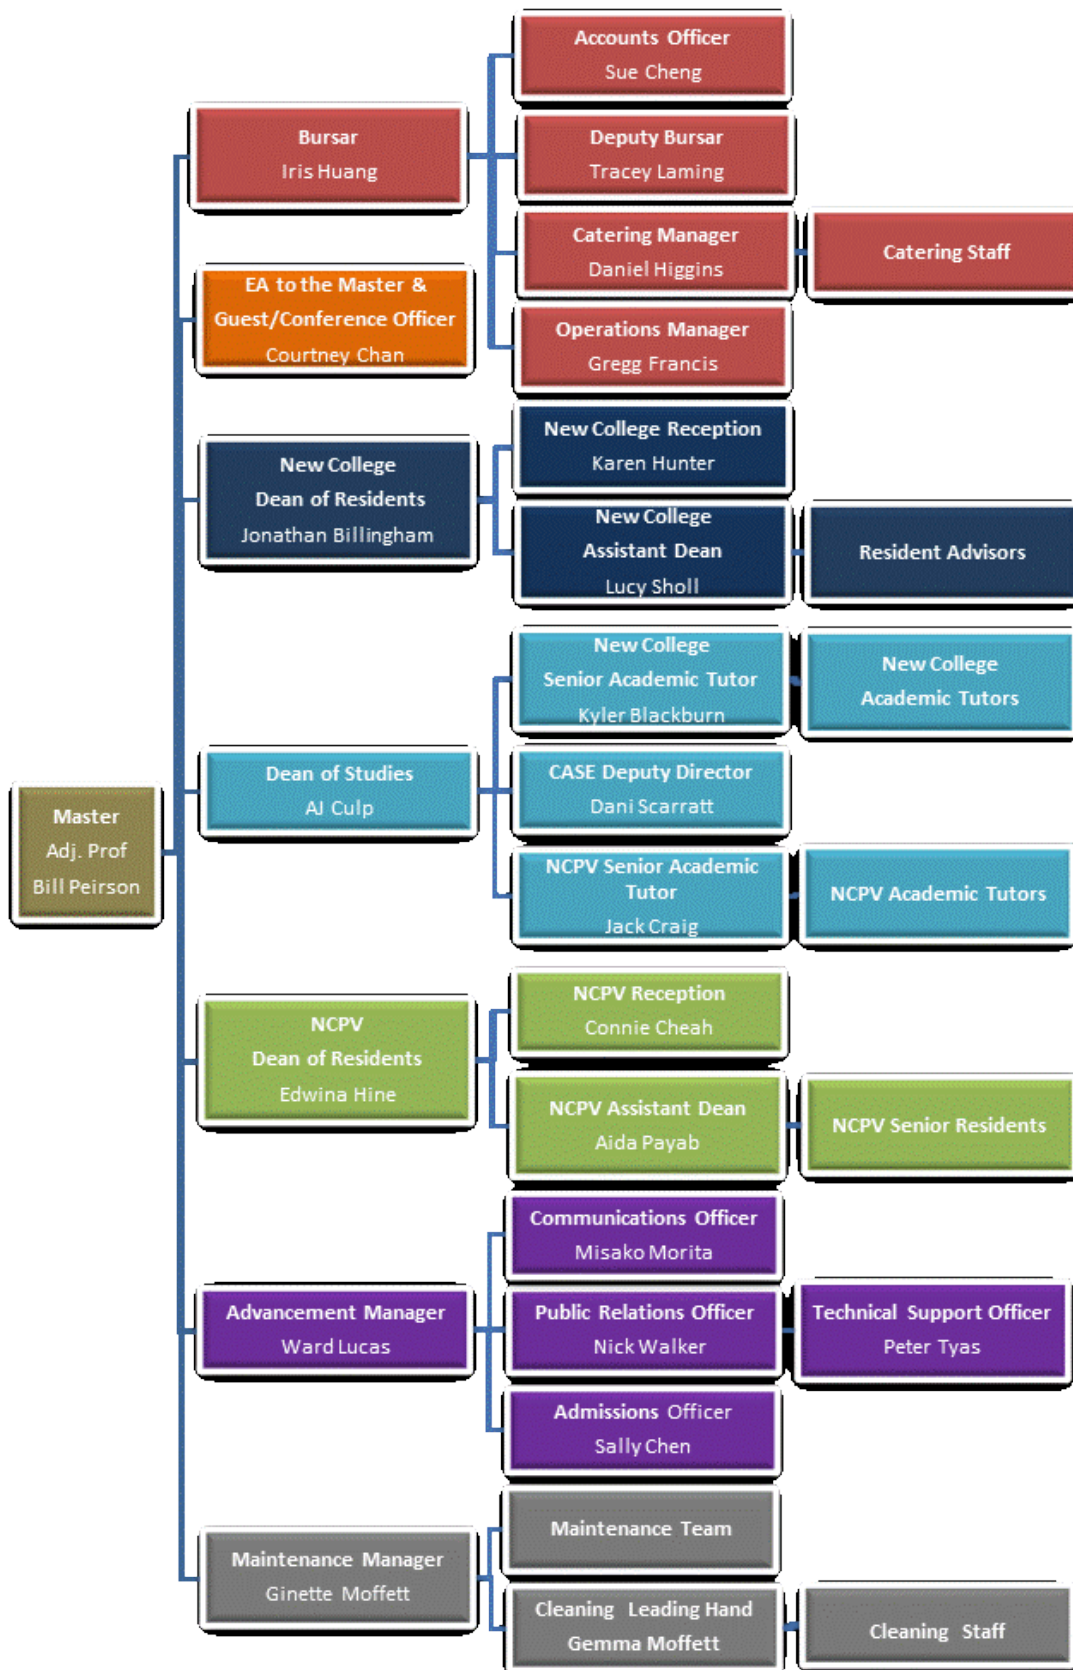 Accounts Officer
Sue Cheng
Bursar
Iris Huang
Deputy Bursar
Tracey Laming
Catering Manager
Daniel Higgins
Catering Staff
EA to the Master &
Guest/Conference Officer
Courtney Chan
Operations Manager
Gregg Francis
New College Reception
Karen Hunter
New College
Dean of Residents
Jonathan Billingham
New College
Assistant Dean
Lucy Sholl
Resident Advisors
New College
Senior Academic Tutor
Kyler Blackburn
New College
Academic Tutors
Dean of Studies
AJ Culp
CASE Deputy Director
Dani Scarratt
Master
Adj. Prof
Bill Peirson
NCPV Senior Academic
Tutor
Jack Craig
NCPV Academic Tutors
NCPV Reception
Connie Cheah
NCPV
Dean of Residents
Edwina Hine
NCPV Assistant Dean
Aida Payab
NCPV Senior Residents
Communications Officer
Misako Morita
Advancement Manager
Ward Lucas
Public Relations Officer
Nick Walker
Technical Support Officer
Peter Tyas
Admissions Officer
Sally Chen
Maintenance Team
Maintenance Manager
Ginette Moffett
Cleaning Leading Hand
Gemma Moffett
Cleaning Staff